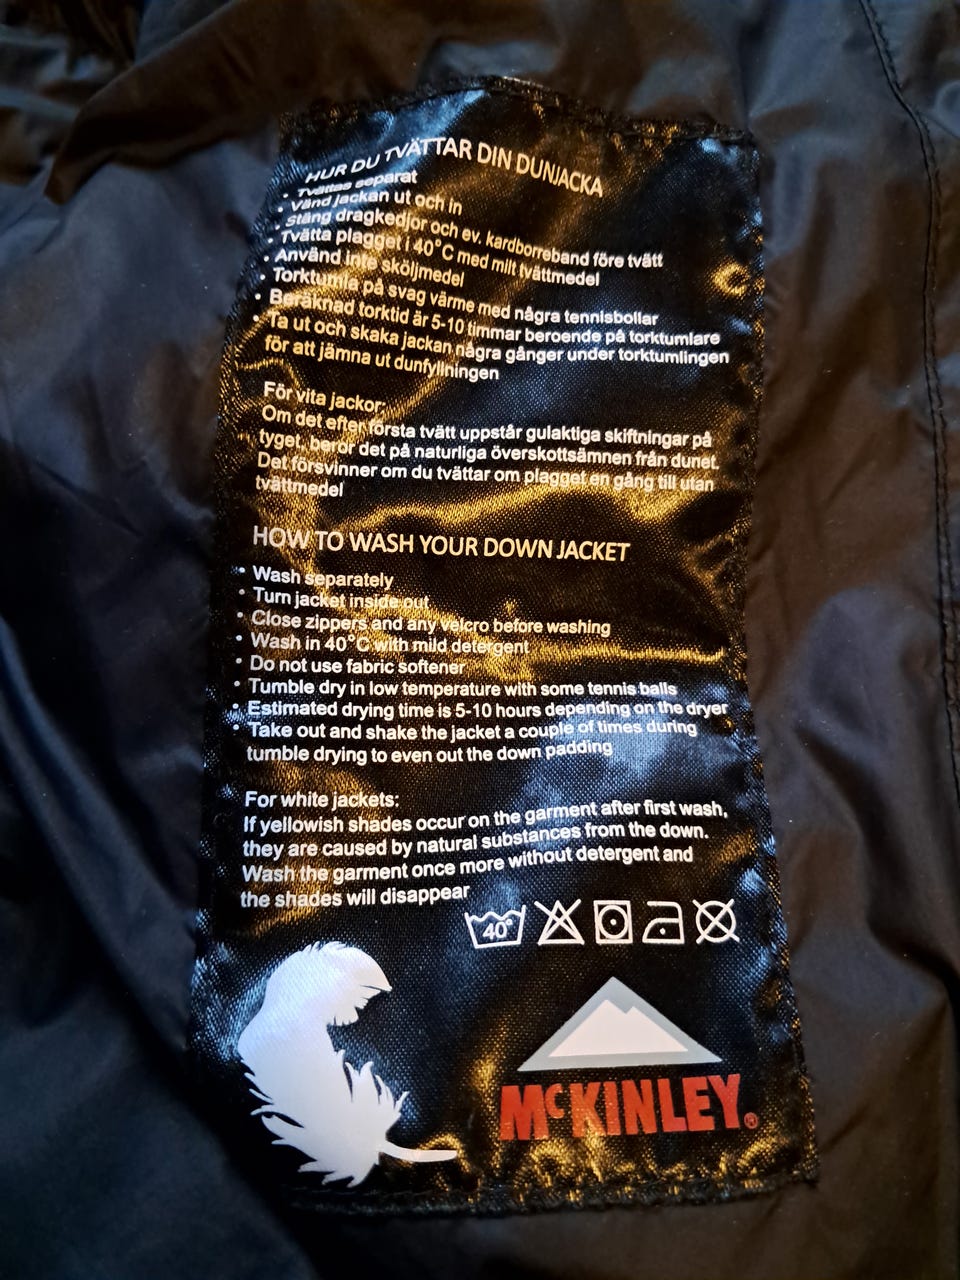 HUR DU TVÄTTAR DIN DUNJACKA
• Tvättas separat
• Vänd jackan ut och in
• Stäng dragkedjor och ev. kardborreband före tvätt
• Tvätta plagget i 40°C med milt tvättmedel
• Använd inte sköljmedel
• Torktumla på svag värme med några tennisbollar
• Beräknad torktid är 5-10 timmar beroende på torktumlare
• Ta ut och skaka jackan några gånger under torktumlingen
för att jämna ut dunfyllningen
För vita jackor:
Om det efter första tvätt uppstår gulaktiga skiftningar på
tyget, beror det på naturliga överskottsämnen från dunet.
Det försvinner om du tvättar om plagget en gång till utan
tvättmedel
HOW TO WASH YOUR DOWN JACKET
• Wash separately
• Turn jacket inside out
• Close zippers and any velcro before washing
• Wash in 40°C with mild detergent
• Do not use fabric softener
• Tumble dry in low temperature with some tennis balls
• Estimated drying time is 5-10 hours depending on the dryer
• Take out and shake the jacket a couple of times during
tumble drying to even out the down padding
For white jackets:
If yellowish shades occur on the garment after first wash,
they are caused by natural substances from the down.
Wash the garment once more without detergent and
the shades will disappear
40°
McKINLEY®